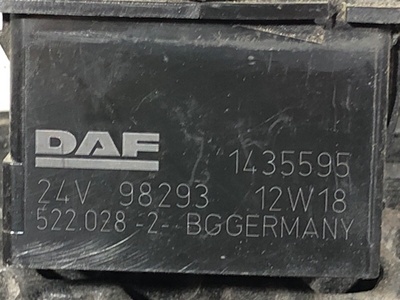 DAF 1435595
24V 98293 12W18
522.028 -2- BGGERMANY